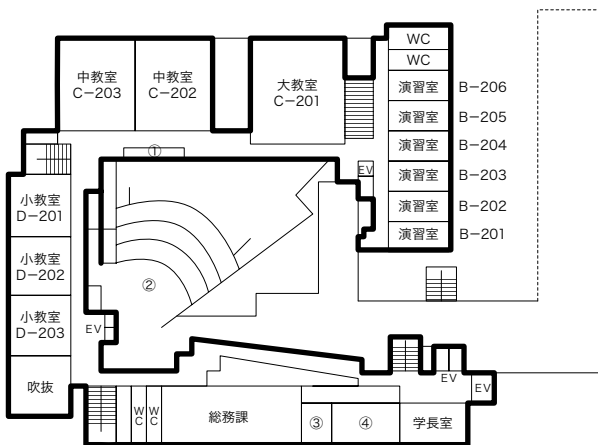 WC
WC
中教室
C−203
中教室
C−202
大教室
C−201
演習室
B−206
演習室
B−205
演習室
B−204
演習室
B−203
演習室
B−202
演習室
B−201
①
EV
小教室
D−201
小教室
D−202
小教室
D−203
②
EV
吹抜
WC
WC
総務課
③
④
学長室
EV
EV